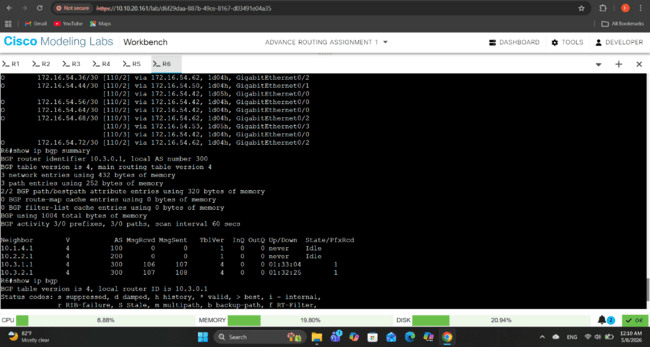 Not secure https://10.10.20.161/lab/d6f29daa-887b-49ce-8167-d03491e04a35
Gmail YouTube Maps All Bookmarks
Cisco Modeling Labs Workbench ADVANCE ROUTING ASSIGNMENT 1 DASHBOARD TOOLS DEVELOPER
R1 R2 R3 R4 R5 R6
O 172.16.54.36/30 [110/2] via 172.16.54.62, 1d04h, GigabitEthernet0/2
O 172.16.54.44/30 [110/2] via 172.16.54.50, 1d04h, GigabitEthernet0/1
[110/2] via 172.16.54.42, 1d05h, GigabitEthernet0/0
O 172.16.54.56/30 [110/2] via 172.16.54.42, 1d04h, GigabitEthernet0/0
O 172.16.54.64/30 [110/2] via 172.16.54.42, 1d04h, GigabitEthernet0/0
O 172.16.54.68/30 [110/3] via 172.16.54.62, 1d04h, GigabitEthernet0/2
[110/3] via 172.16.54.53, 1d05h, GigabitEthernet0/3
[110/3] via 172.16.54.42, 1d04h, GigabitEthernet0/0
O 172.16.54.72/30 [110/2] via 172.16.54.62, 1d04h, GigabitEthernet0/2
R6#show ip bgp summary
BGP router identifier 10.3.0.1, local AS number 300
BGP table version is 4, main routing table version 4
3 network entries using 432 bytes of memory
3 path entries using 252 bytes of memory
2/2 BGP path/bestpath attribute entries using 320 bytes of memory
0 BGP route-map cache entries using 0 bytes of memory
0 BGP filter-list cache entries using 0 bytes of memory
BGP using 1004 total bytes of memory
BGP activity 3/0 prefixes, 3/0 paths, scan interval 60 secs
Neighbor V AS MsgRcvd MsgSent TblVer InQ OutQ Up/Down State/PfxRcd
10.1.4.1 4 100 0 0 1 0 0 never Idle
10.2.2.1 4 200 0 0 1 0 0 never Idle
10.3.1.1 4 300 106 107 4 0 0 01:33:04 1
10.3.2.1 4 300 107 108 4 0 0 01:32:25 1
R6#show ip bgp
BGP table version is 4, local router ID is 10.3.0.1
Status codes: s suppressed, d damped, h history, * valid, > best, i - internal,
r RIB-failure, S Stale, m multipath, b backup-path, f RT-Filter,
CPU 8.88% MEMORY 19.80% DISK 20.94% 2 OK
82°F
Mostly clear
Search
ENG
12:10 AM
5/8/2026